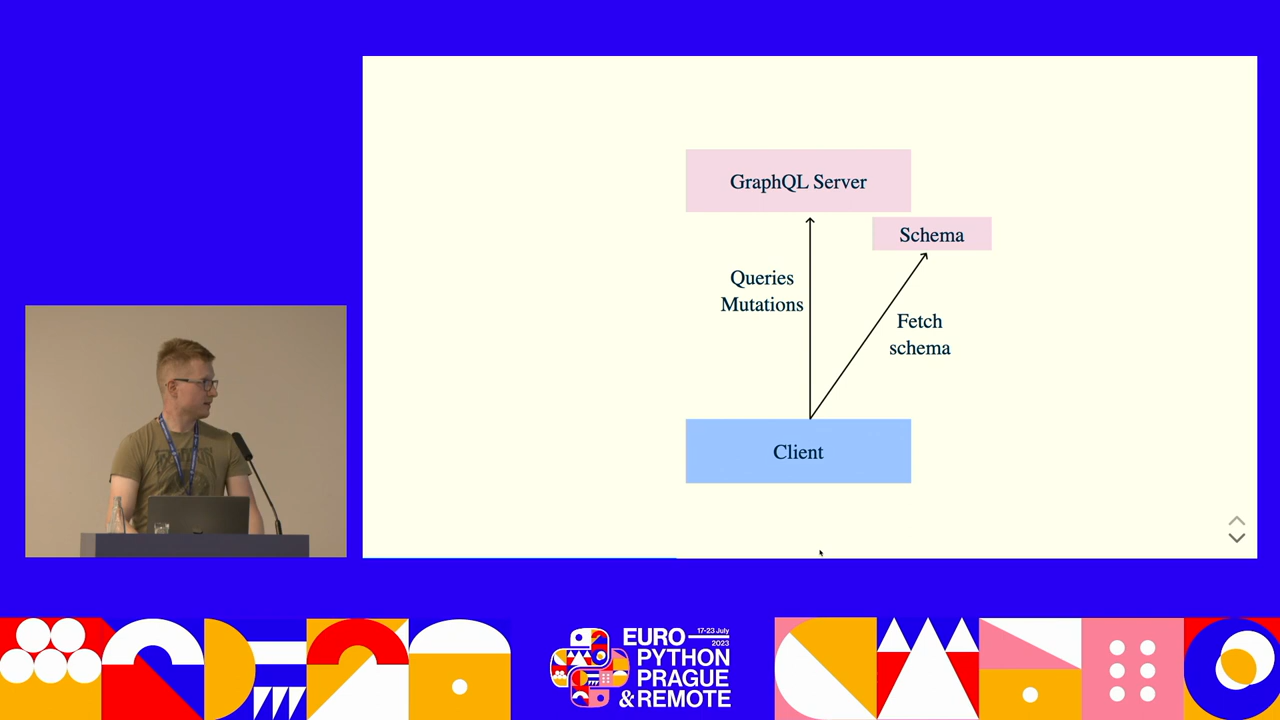 GraphQL Server
Schema
Queries
Mutations
Fetch
schema
Client
EURO
17-23 July
2023
PYTHON
PRAGUE
& REMOTE